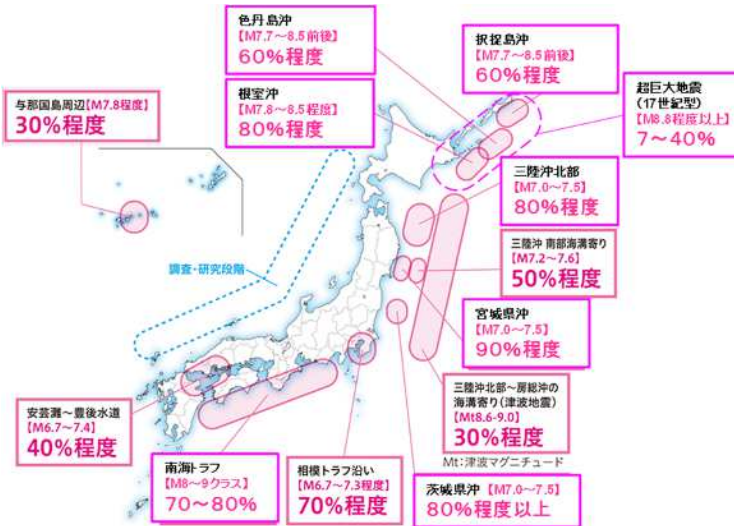 色丹島沖
【M7.7～8.5前後】
60%程度
択捉島沖
【M7.7～8.5前後】
60%程度
根室沖
【M7.8～8.5程度】
80%程度
超巨大地震
（17世紀型）
【M8.8程度以上】
7～40%
与那国島周辺【M7.8程度】
30%程度
三陸沖北部
【M7.0～7.5】
80%程度
三陸沖 南部海溝寄り
【M7.2～7.6】
50%程度
調査・研究段階
宮城県沖
【M7.0～7.5】
90%程度
三陸沖北部～房総沖の
海溝寄り（津波地震）
【Mt8.6-9.0】
30%程度
Mt：津波マグニチュード
安芸灘～豊後水道
【M6.7～7.4】
40%程度
南海トラフ
【M8～9クラス】
70～80%
相模トラフ沿い
【M6.7～7.3程度】
70%程度
茨城県沖【M7.0～7.5】
80%程度以上